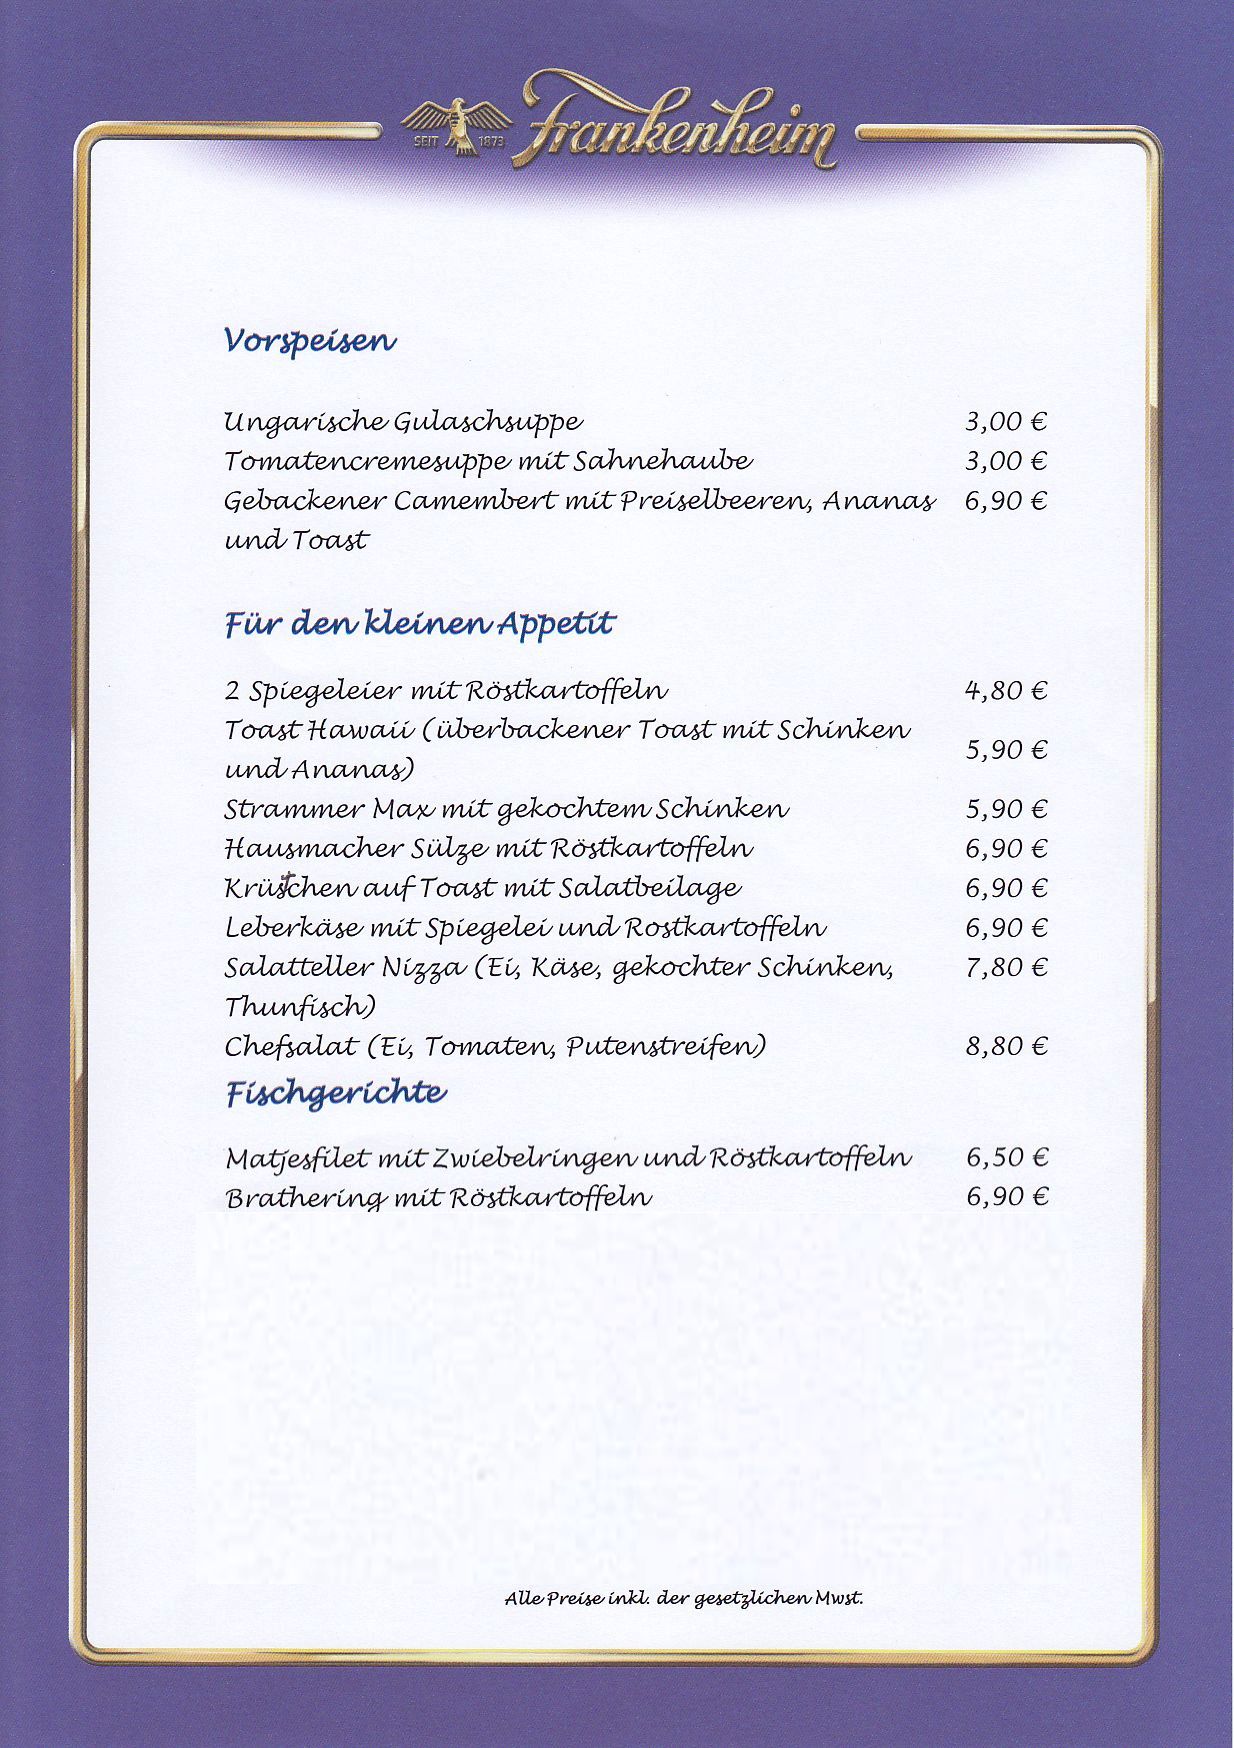 SEIT 1873 Frankenheim
Vorspeisen
Ungarische Gulaschsuppe 3,00 €
Tomatencremesuppe mit Sahnehaube 3,00 €
Gebackener Camembert mit Preiselbeeren, Ananas 6,90 €
und Toast
Für den kleinen Appetit
2 Spiegeleier mit Röstkartoffeln 4,80 €
Toast Hawaii (überbackener Toast mit Schinken
und Ananas) 5,90 €
Strammer Max mit gekochtem Schinken 5,90 €
Hausmacher Sülze mit Röstkartoffeln 6,90 €
Krüstchen auf Toast mit Salatbeilage 6,90 €
Leberkäse mit Spiegelei und Rostkartoffeln 6,90 €
Salatteller Nizza (Ei, Käse, gekochter Schinken, 7,80 €
Thunfisch)
Chefsalat (Ei, Tomaten, Putenstreifen) 8,80 €
Fischgerichte
Matjesfilet mit Zwiebelringen und Röstkartoffeln 6,50 €
Brathering mit Röstkartoffeln 6,90 €
Alle Preise inkl. der gesetzlichen Mwst.